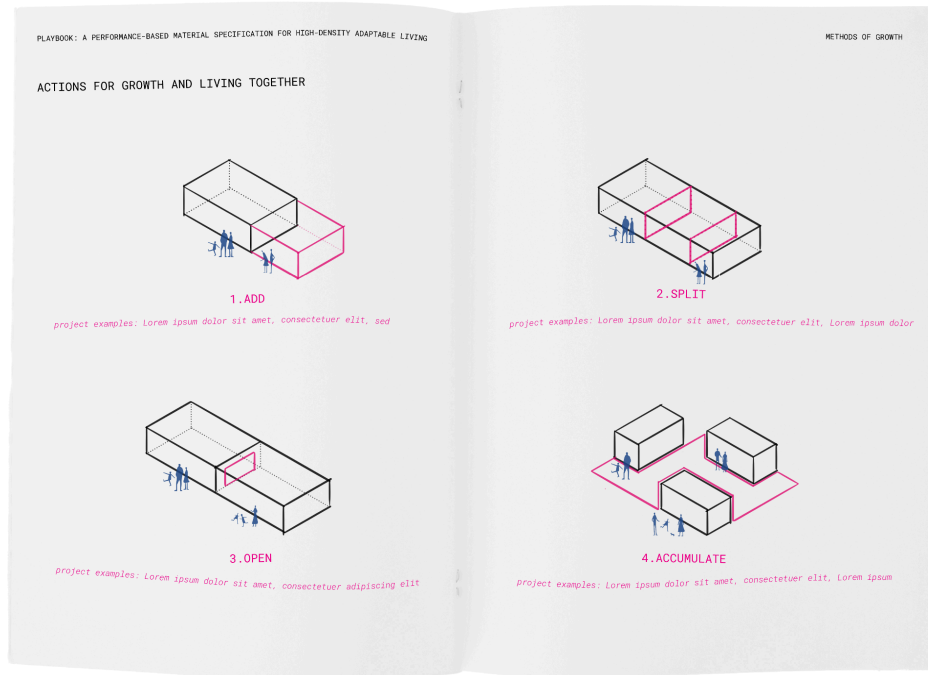 PLAYBOOK: A PERFORMANCE-BASED MATERIAL SPECIFICATION FOR HIGH-DENSITY ADAPTABLE LIVING
METHODS OF GROWTH
ACTIONS FOR GROWTH AND LIVING TOGETHER
1.ADD
project examples: Lorem ipsum dolor sit amet, consectetuer elit, sed
2.SPLIT
project examples: Lorem ipsum dolor sit amet, consectetuer elit, Lorem ipsum dolor
3.OPEN
project examples: Lorem ipsum dolor sit amet, consectetuer adipiscing elit
4.ACCUMULATE
project examples: Lorem ipsum dolor sit amet, consectetuer elit, Lorem ipsum